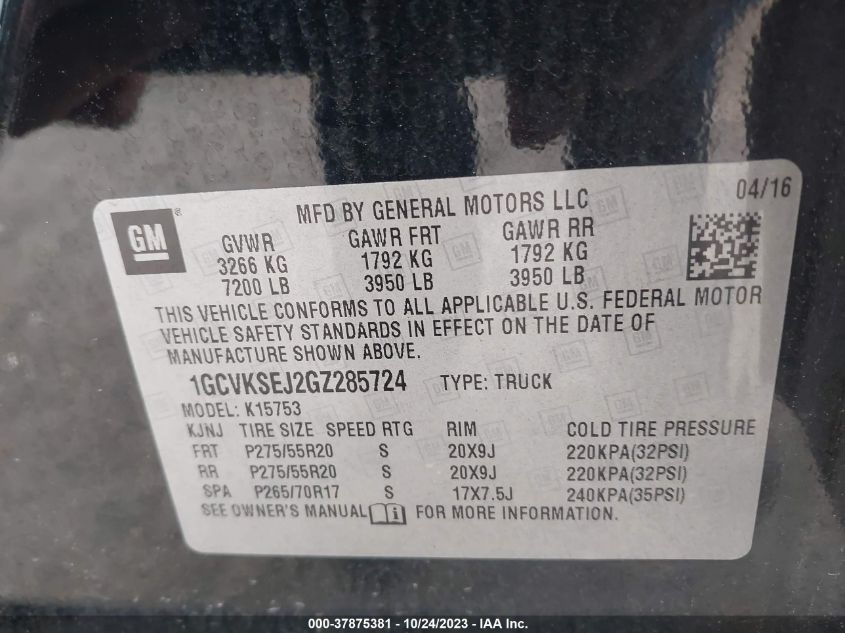 GM ®
MFD BY GENERAL MOTORS LLC
04/16
GVWR GAWR FRT GAWR RR
3266 KG 1792 KG 1792 KG
7200 LB 3950 LB 3950 LB
THIS VEHICLE CONFORMS TO ALL APPLICABLE U.S. FEDERAL MOTOR
VEHICLE SAFETY STANDARDS IN EFFECT ON THE DATE OF
MANUFACTURE SHOWN ABOVE.
1GCVKSEJ2GZ285724 TYPE: TRUCK
MODEL: K15753
KJNJ TIRE SIZE SPEED RTG RIM COLD TIRE PRESSURE
FRT P275/55R20 S 20X9J 220KPA(32PSI)
RR P275/55R20 S 20X9J 220KPA(32PSI)
SPA P265/70R17 S 17X7.5J 240KPA(35PSI)
SEE OWNER'S MANUAL i FOR MORE INFORMATION.
000-37875381 - 10/24/2023 - IAA Inc.